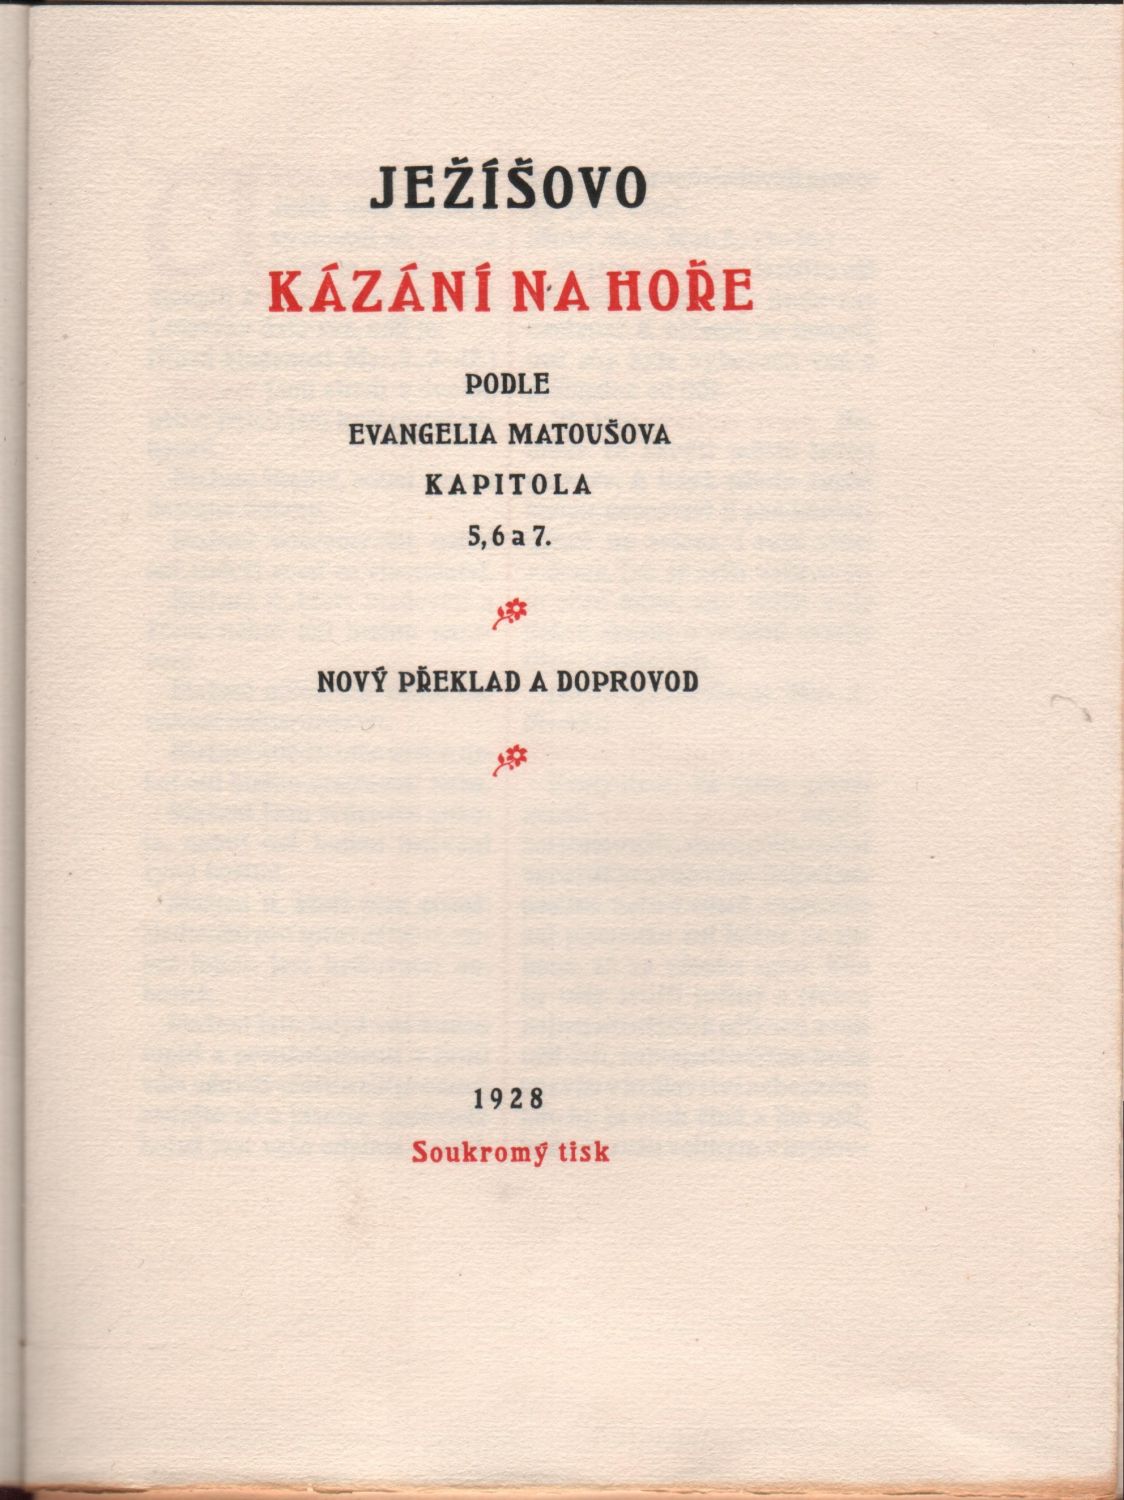 JEŽÍŠOVO
KÁZÁNÍ NA HOŘE
PODLE
EVANGELIA MATOUŠOVA
KAPITOLA
5, 6 a 7.
NOVÝ PŘEKLAD A DOPROVOD
1928
Soukromý tisk